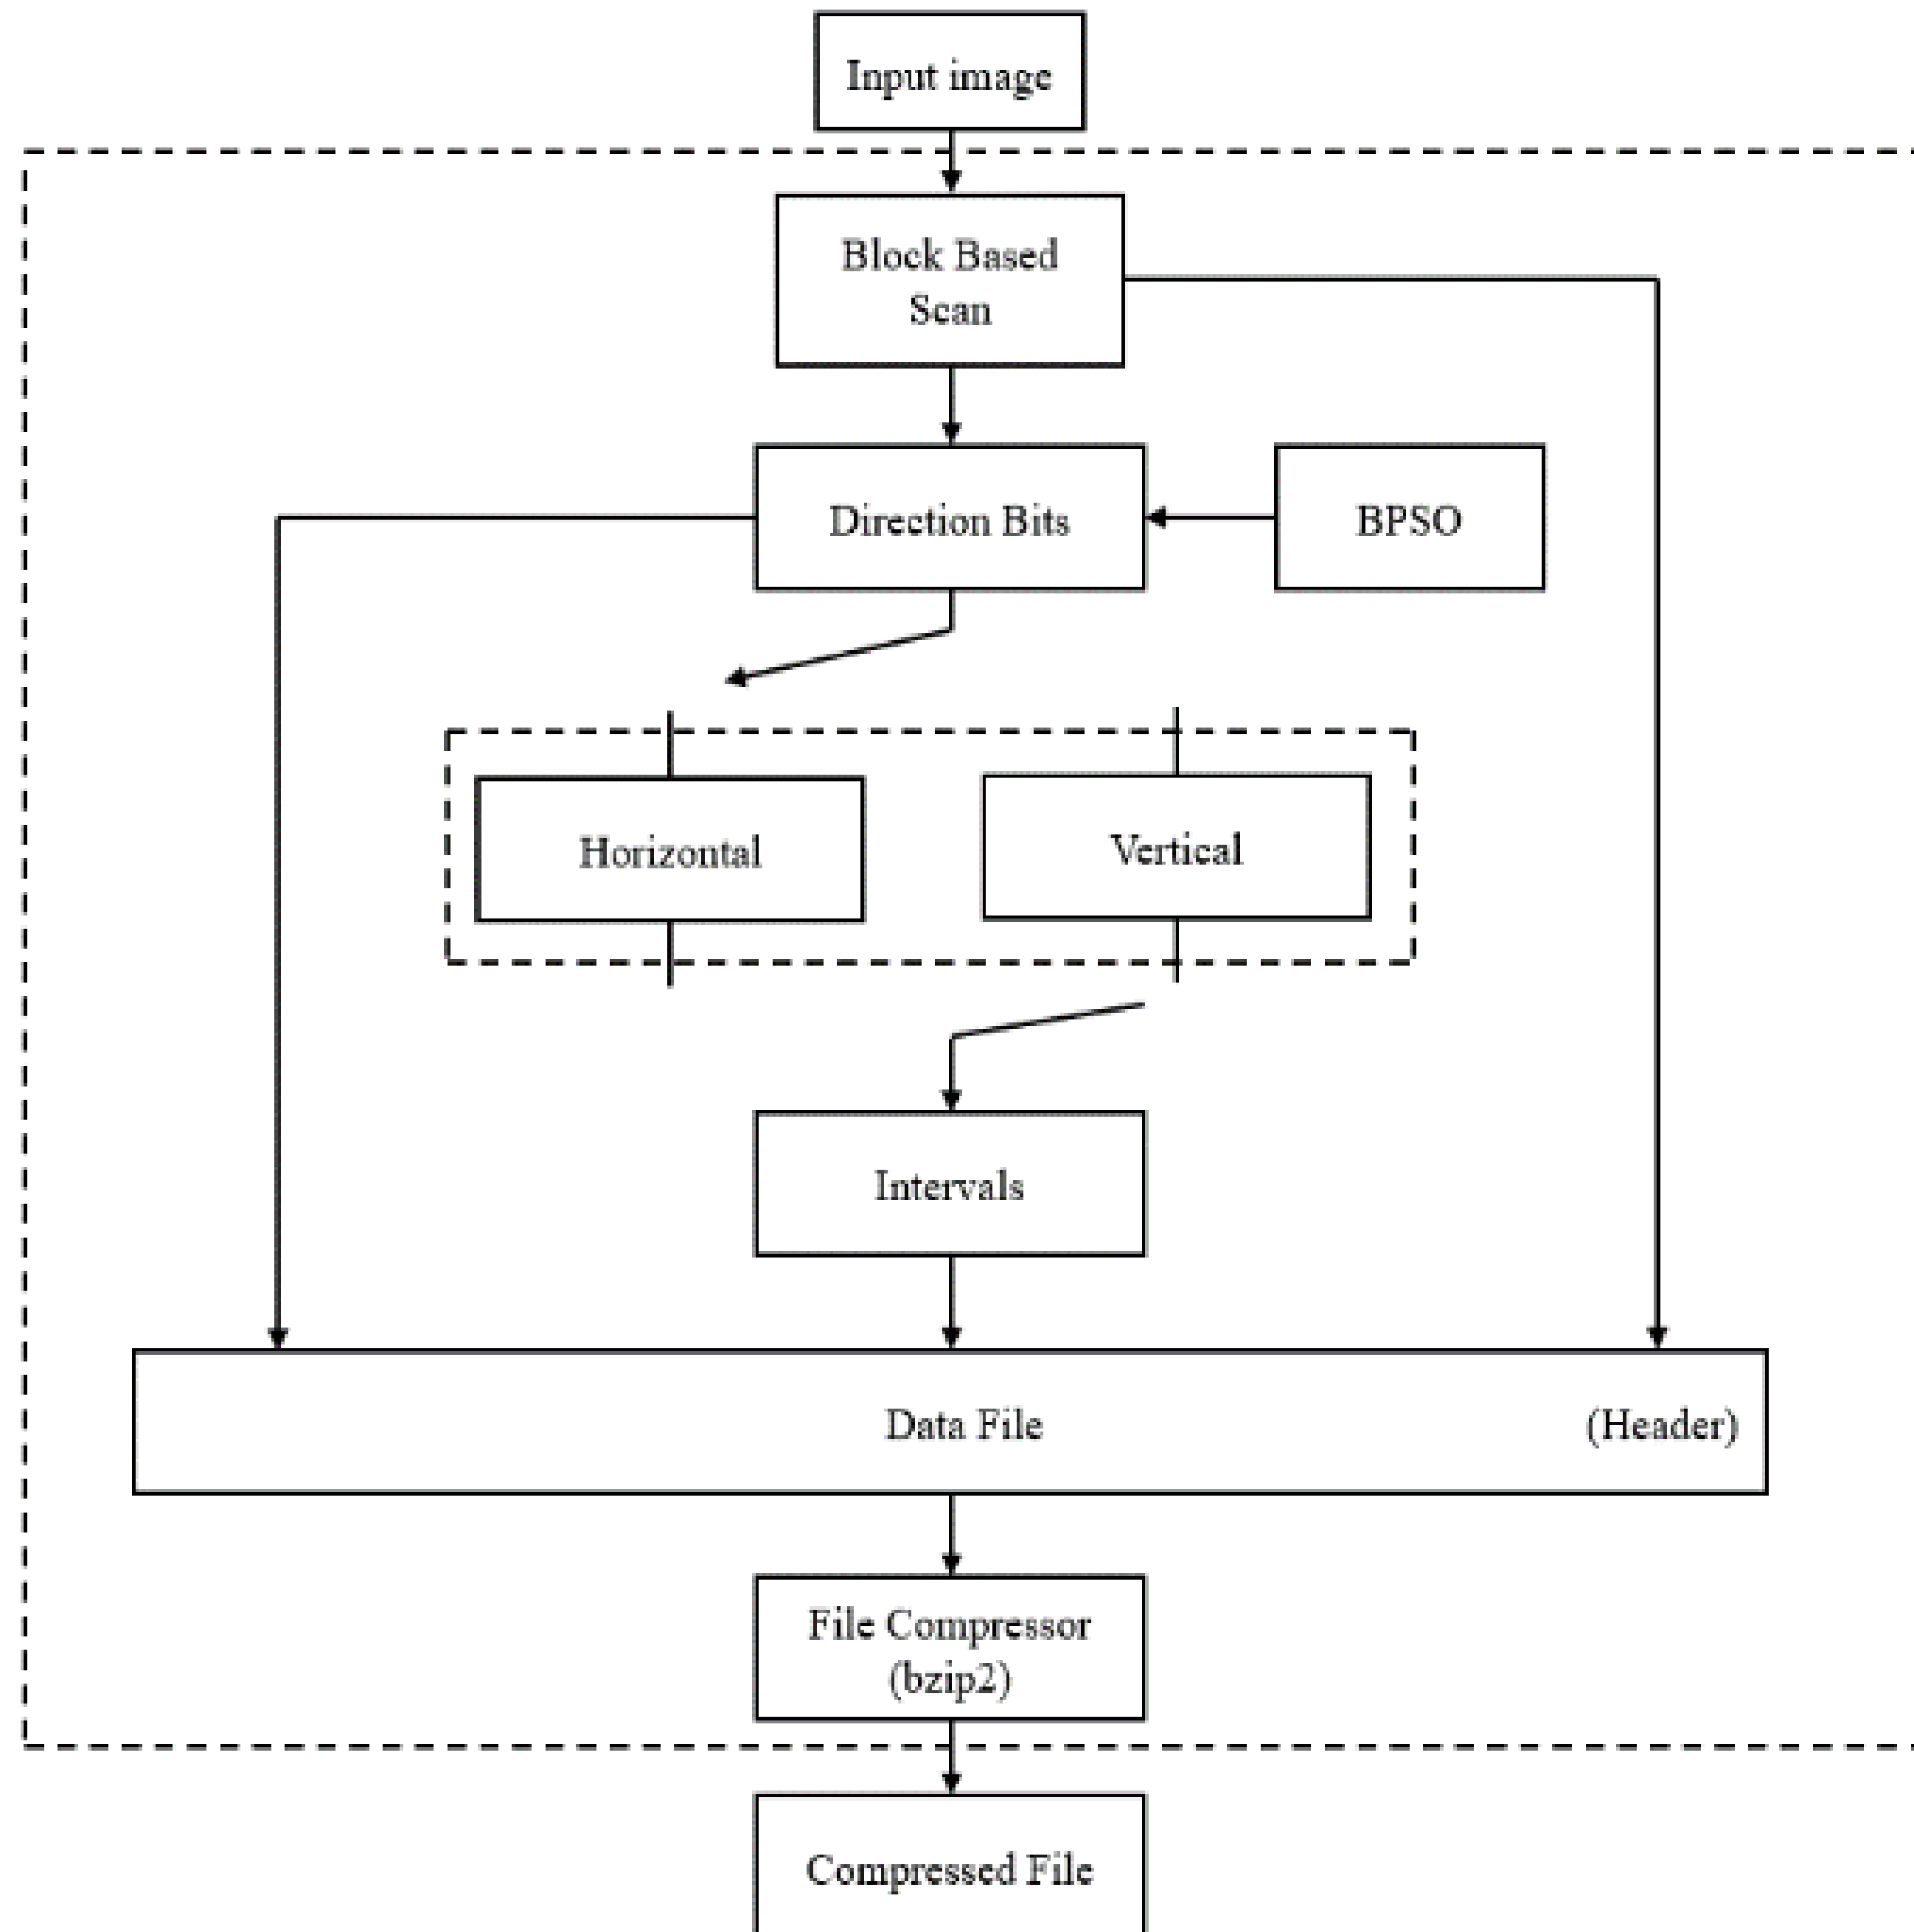 Input image
Block Based
Scan
Direction Bits
BPSO
Horizontal
Vertical
Intervals
Data File
(Header)
File Compressor
(bzip2)
Compressed File